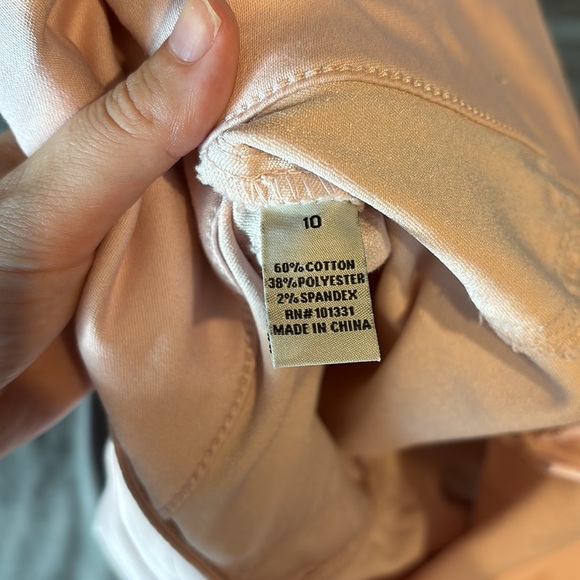 10
60% COTTON
38% POLYESTER
2% SPANDEX
RN# 101331
MADE IN CHINA